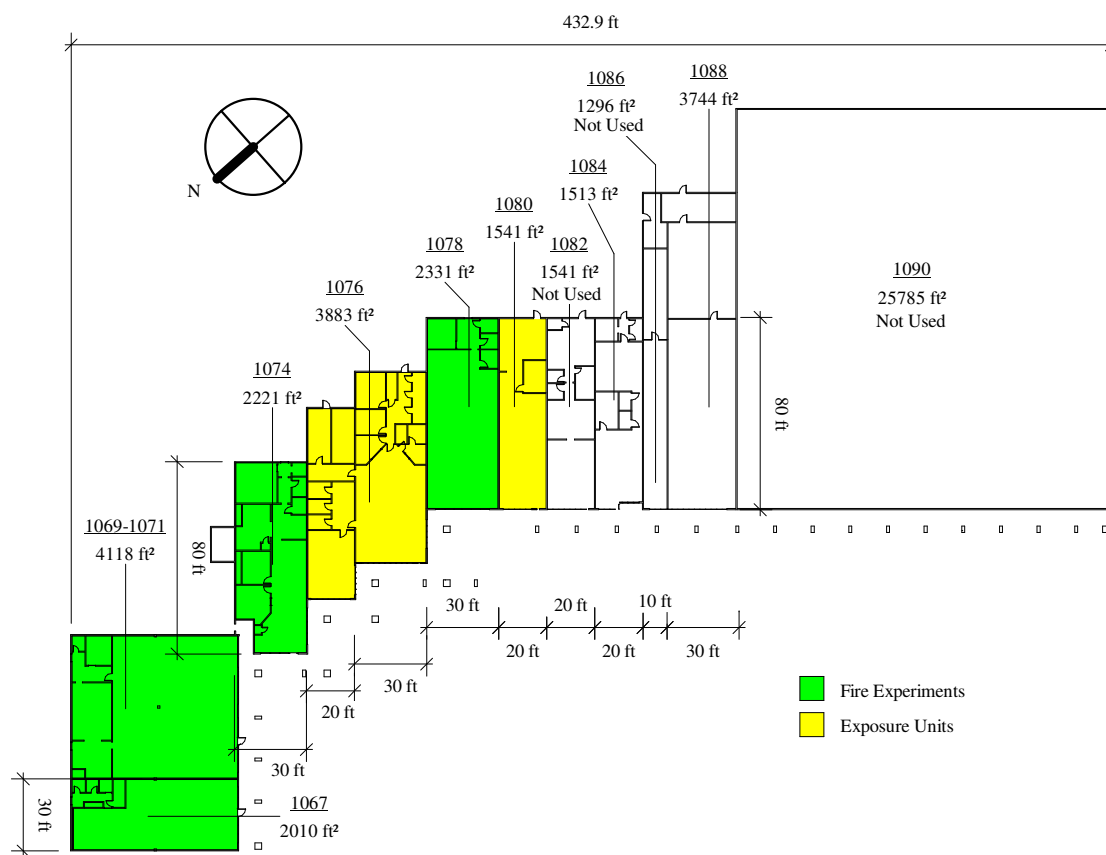 432.9 ft
1086
1296 ft²
Not Used
1088
3744 ft²
N
1084
1513 ft²
1080
1541 ft²
1078
2331 ft²
1082
1541 ft²
Not Used
1090
25785 ft²
Not Used
1076
3883 ft²
1074
2221 ft²
80 ft
1069-1071
4118 ft²
80 ft
30 ft
20 ft
10 ft
20 ft
20 ft
30 ft
30 ft
20 ft
30 ft
Fire Experiments
Exposure Units
30 ft
1067
2010 ft²